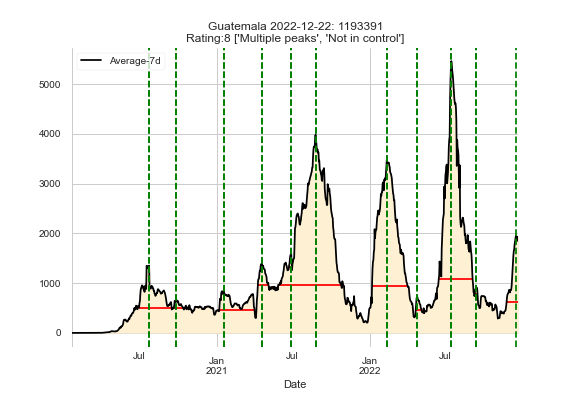 Guatemala 2022-12-22: 1193391
Rating:8 ['Multiple peaks', 'Not in control']
Average-7d
5000
4000
3000
2000
1000
0
Jul
Jan
2021
Jul
Jan
2022
Jul
Date